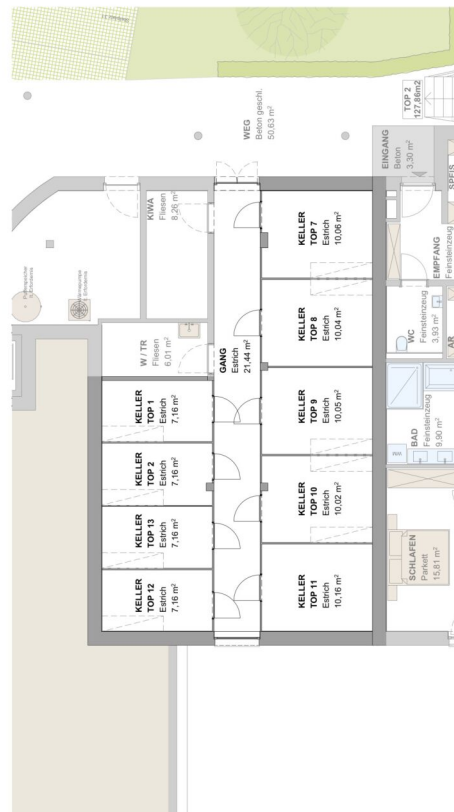 TOP 2
127,86m2
WEG
Beton geschl.
50,63 m²
EINGANG
Beton
3,30 m²
SPEIS
KIWA
Fliesen
8,26 m²
KELLER
TOP 7
Estrich
10,06 m²
EMPFANG
Feinsteinzeug
W / TR
Fliesen
6,01 m²
GANG
Estrich
21,44 m²
KELLER
TOP 8
Estrich
10,04 m²
WC
Feinsteinzeug
3,93 m²
AR
KELLER
TOP 1
Estrich
7,16 m²
KELLER
TOP 9
Estrich
10,05 m²
BAD
Feinsteinzeug
9,90 m²
WM
KELLER
TOP 2
Estrich
7,16 m²
KELLER
TOP 10
Estrich
10,02 m²
KELLER
TOP 13
Estrich
7,16 m²
SCHLAFEN
Parkett
15,81 m²
KELLER
TOP 12
Estrich
7,16 m²
KELLER
TOP 11
Estrich
10,16 m²